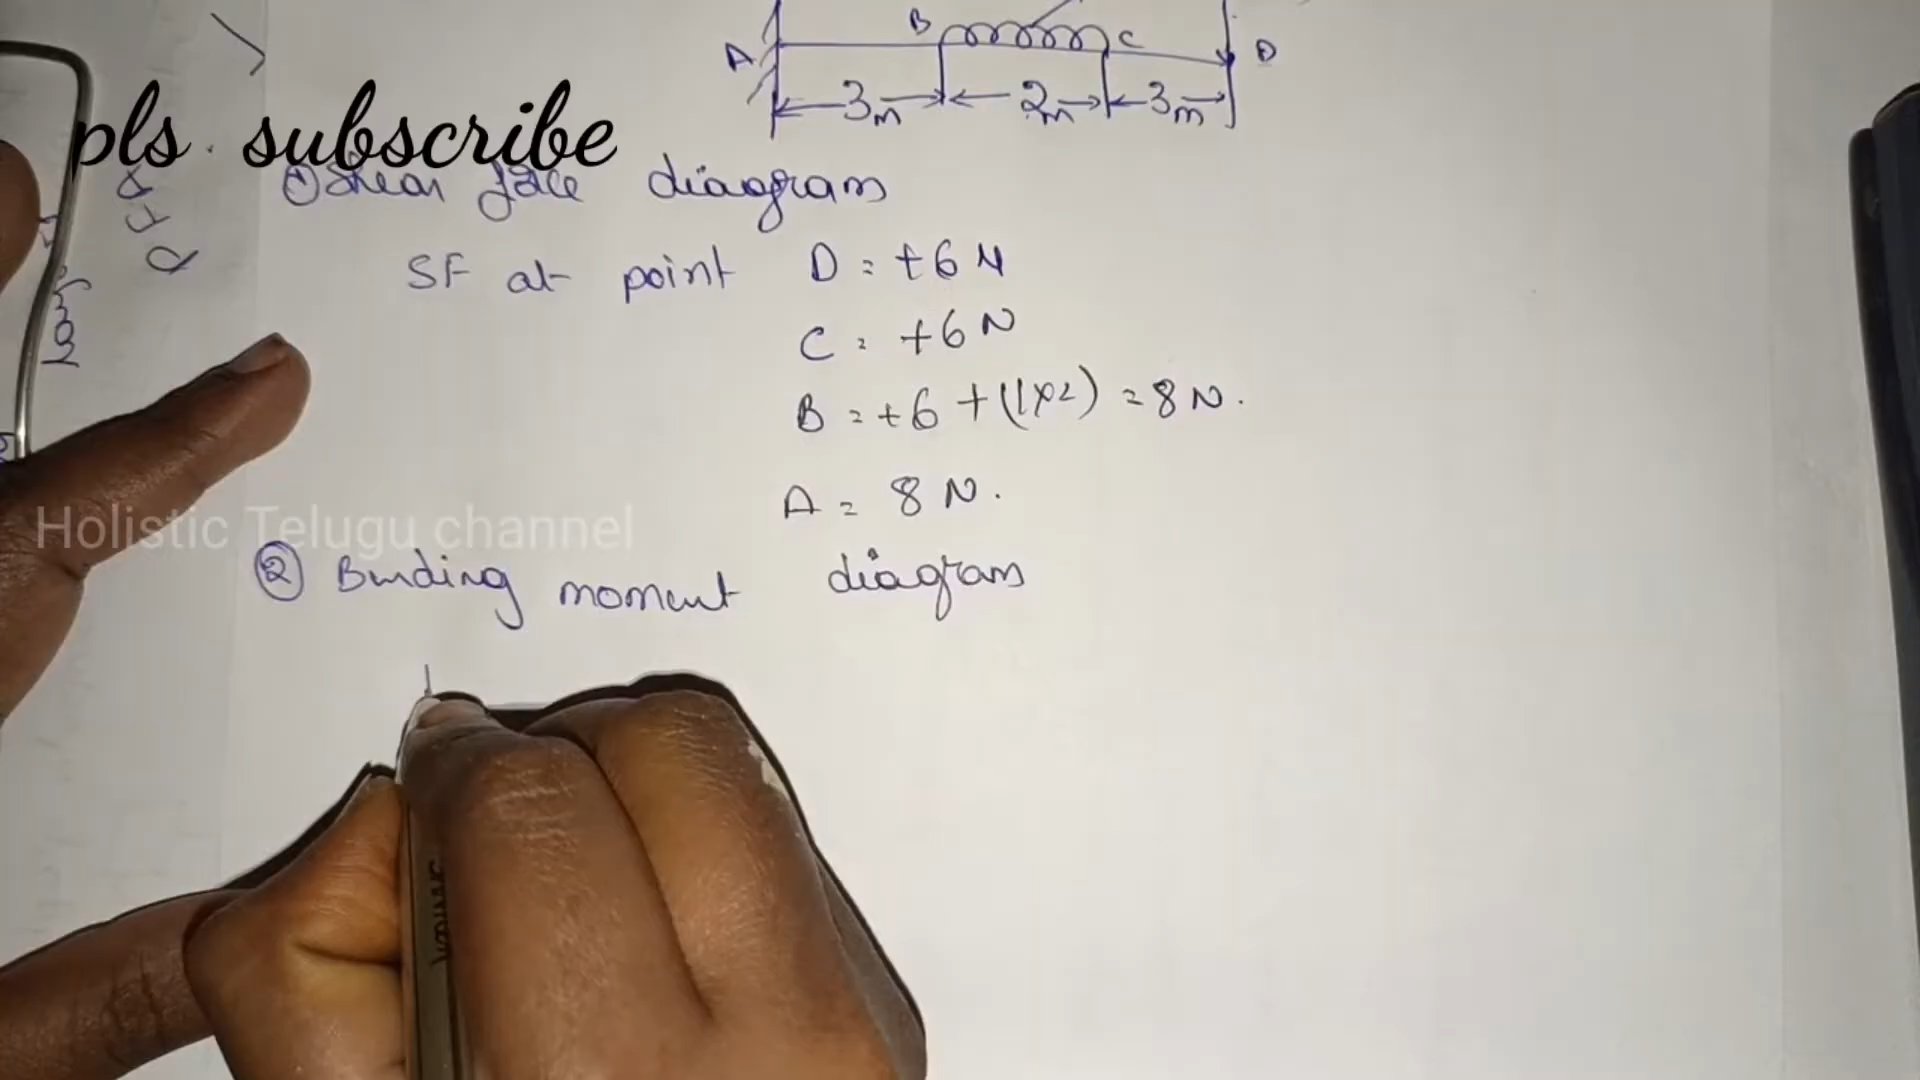 A B C D
3m 2m 3m
pls subscribe
① Shear force diagram
SF at point D = +6 N
C = +6 N
B = +6 + (1x2) = 8 N.
A = 8 N.
Holistic Telugu channel
② Bending moment diagram